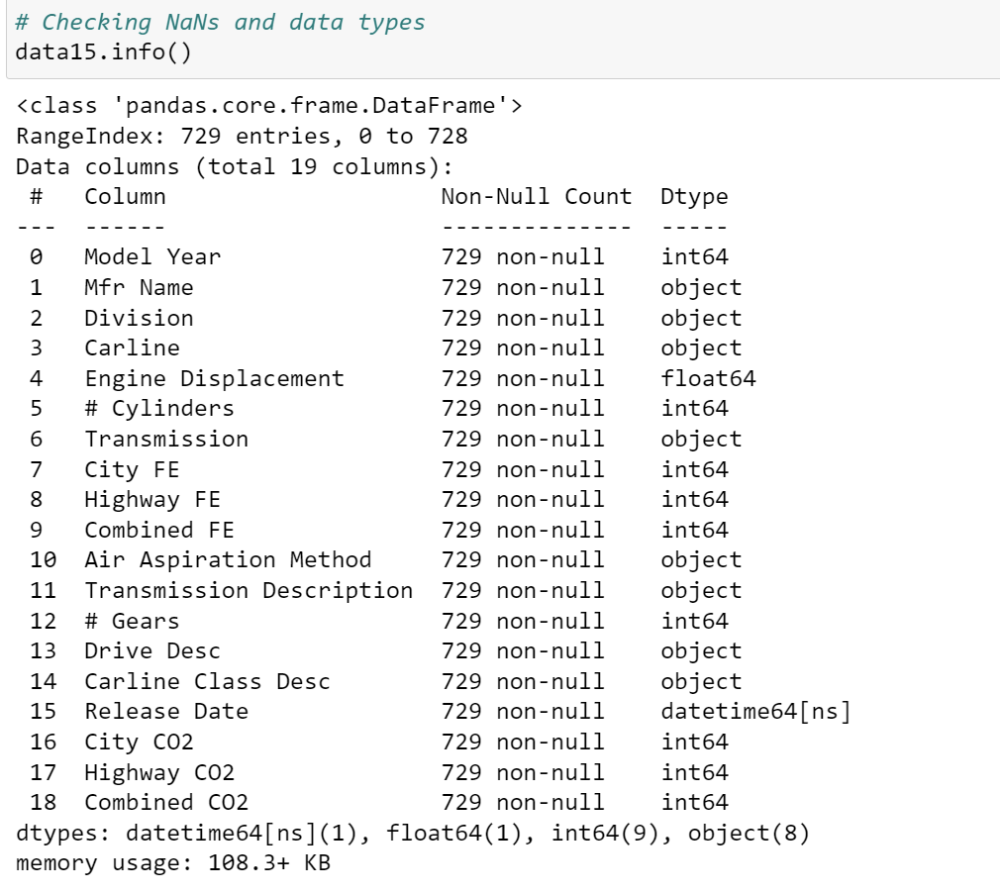 # Checking NaNs and data types
data15.info()
<class 'pandas.core.frame.DataFrame'>
RangeIndex: 729 entries, 0 to 728
Data columns (total 19 columns):
 #   Column                    Non-Null Count  Dtype
---  ------                    --------------  -----
 0   Model Year                729 non-null    int64
 1   Mfr Name                  729 non-null    object
 2   Division                  729 non-null    object
 3   Carline                   729 non-null    object
 4   Engine Displacement       729 non-null    float64
 5   # Cylinders               729 non-null    int64
 6   Transmission              729 non-null    object
 7   City FE                   729 non-null    int64
 8   Highway FE                729 non-null    int64
 9   Combined FE               729 non-null    int64
 10  Air Aspiration Method     729 non-null    object
 11  Transmission Description  729 non-null    object
 12  # Gears                   729 non-null    int64
 13  Drive Desc                729 non-null    object
 14  Carline Class Desc        729 non-null    object
 15  Release Date              729 non-null    datetime64[ns]
 16  City CO2                  729 non-null    int64
 17  Highway CO2               729 non-null    int64
 18  Combined CO2              729 non-null    int64
dtypes: datetime64[ns](1), float64(1), int64(9), object(8)
memory usage: 108.3+ KB